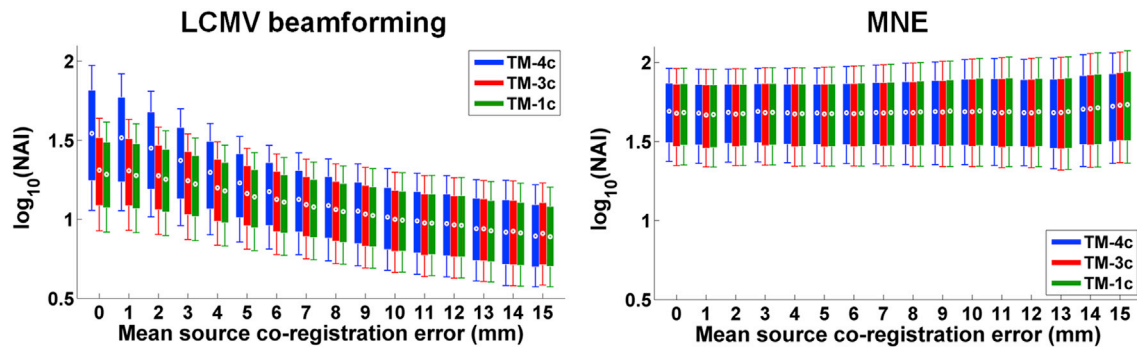 LCMV beamforming
TM-4c
TM-3c
TM-1c
log10(NAI)
2
1.5
1
0.5
0 1 2 3 4 5 6 7 8 9 10 11 12 13 14 15
Mean source co-registration error (mm)
MNE
log10(NAI)
2
1.5
1
0.5
TM-4c
TM-3c
TM-1c
0 1 2 3 4 5 6 7 8 9 10 11 12 13 14 15
Mean source co-registration error (mm)